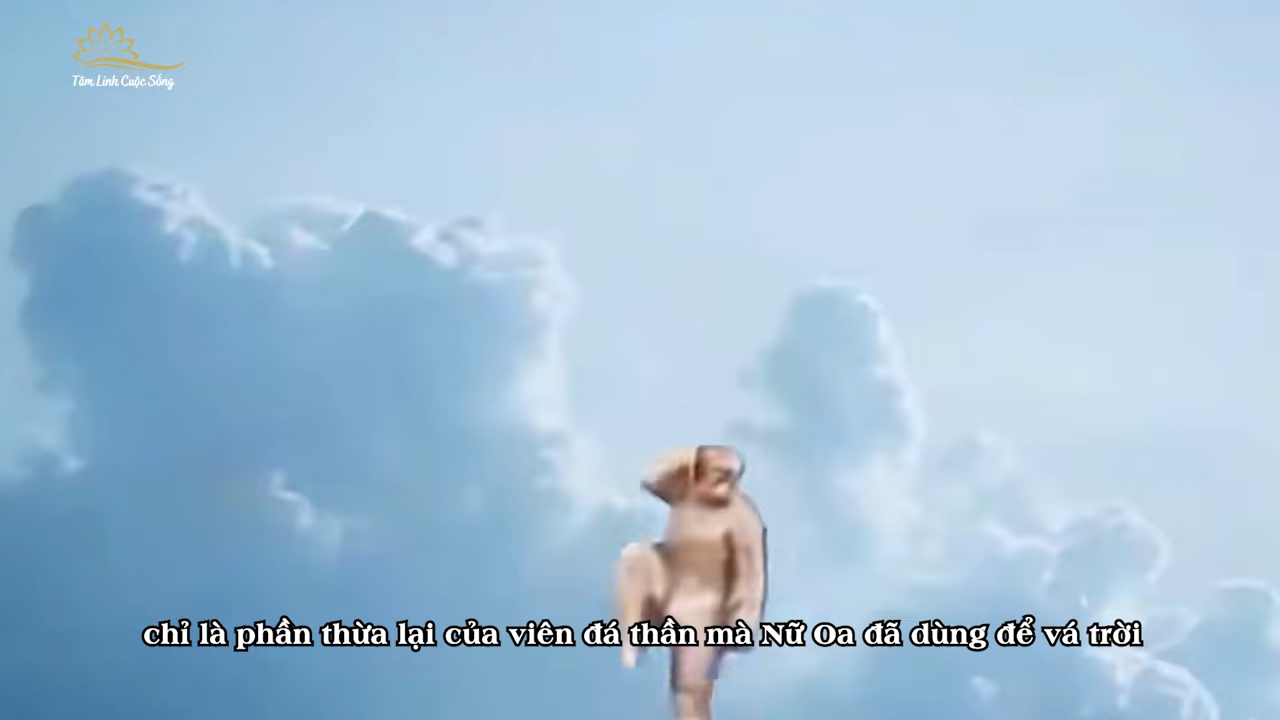 Tâm Linh Cuộc Sống
chỉ là phần thừa lại của viên đá thần mà Nữ Oa đã dùng để vá trời